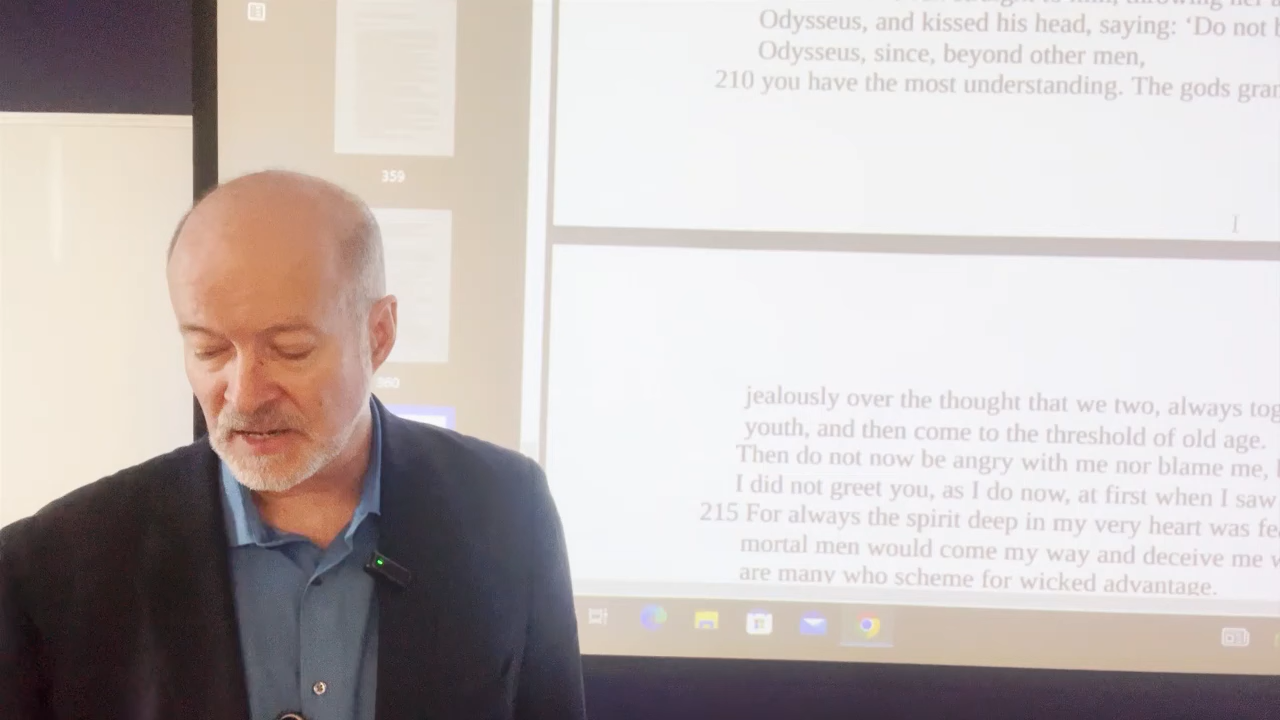 359
360
Odysseus, and kissed his head, saying: ‘Do not
Odysseus, since, beyond other men,
210 you have the most understanding. The gods
jealously over the thought that we two, always
youth, and then come to the threshold of old age.
Then do not now be angry with me nor blame me,
I did not greet you, as I do now, at first when I saw
215 For always the spirit deep in my very heart was
mortal men would come my way and deceive me
are many who scheme for wicked advantage.